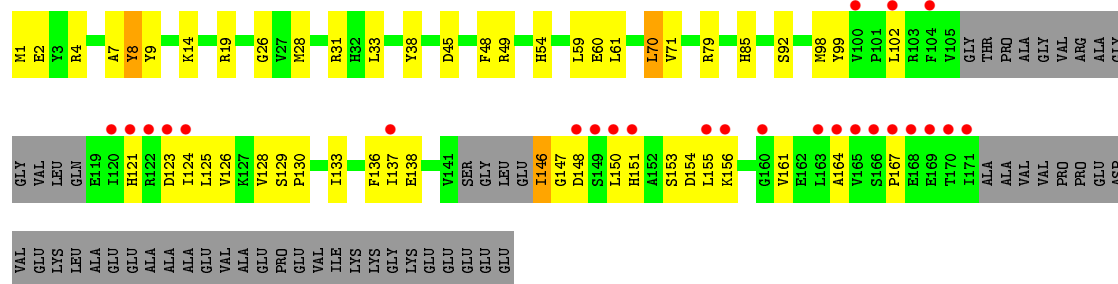 M1 E2 Y3 R4 A7 Y8 Y9 K14 R19 G26 V27 M28 R31 H32 L33 Y38 D45 F48 R49 H54 L59 E60 L61 L70 V71 R79 H85 S92 M98 Y99 V100 P101 L102 R103 F104 V105 GLY THR PRO ALA GLY VAL ARG ALA GLY
GLY VAL LEU GLN E119 I120 H121 R122 D123 I124 L125 V126 K127 V128 S129 P130 I133 F136 I137 E138 V141 SER GLY LEU GLU I146 G147 D148 S149 L150 H151 A152 S153 D154 L155 K156 G160 V161 E162 L163 A164 V165 S166 P167 E168 E169 T170 I171 ALA ALA VAL VAL PRO PRO GLU ASP
VAL GLU LYS LEU ALA GLU GLU ALA ALA ALA GLU VAL ALA GLU PRO GLU VAL ILE LYS LYS GLY LYS GLU GLU GLU GLU